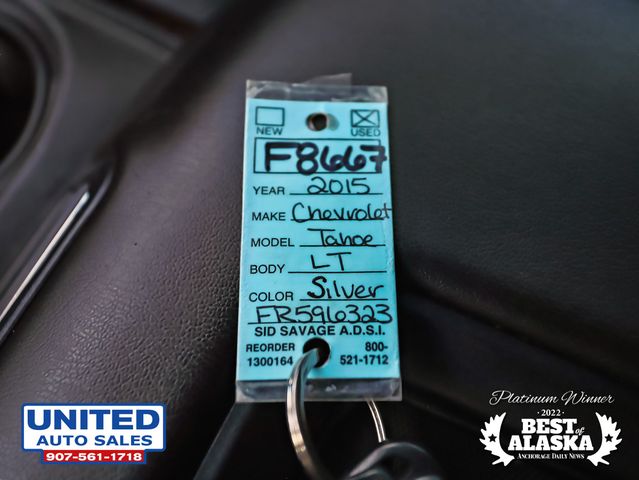 NEW USED
F8667
YEAR 2015
MAKE Chevrolet
MODEL Tahoe
BODY LT
COLOR Silver
FR596323
SID SAVAGE A.D.S.I.
REORDER 800-
1300164 521-1712
UNITED
AUTO SALES
907-561-1718
Platinum Winner
·2022·
BEST of
ALASKA
ANCHORAGE DAILY NEWS